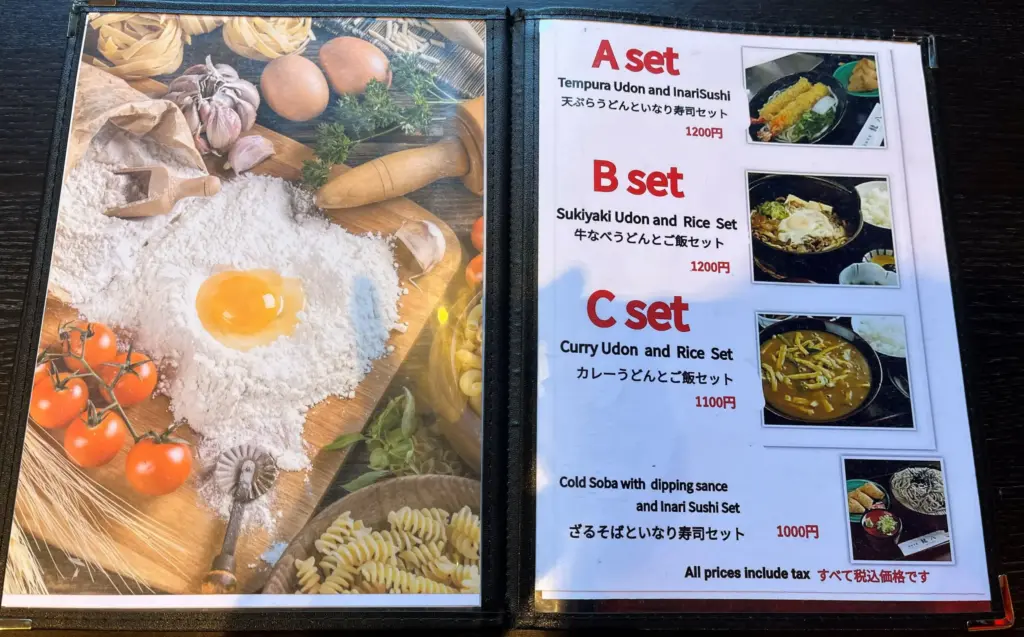 A set
Tempura Udon and InariSushi
天ぷらうどんといなり寿司セット
1200円
B set
Sukiyaki Udon and Rice Set
牛なべうどんとご飯セット
1200円
C set
Curry Udon and Rice Set
カレーうどんとご飯セット
1100円
Cold Soba with dipping sance
and Inari Sushi Set
ざるそばといなり寿司セット 1000円
All prices include tax すべて税込価格です